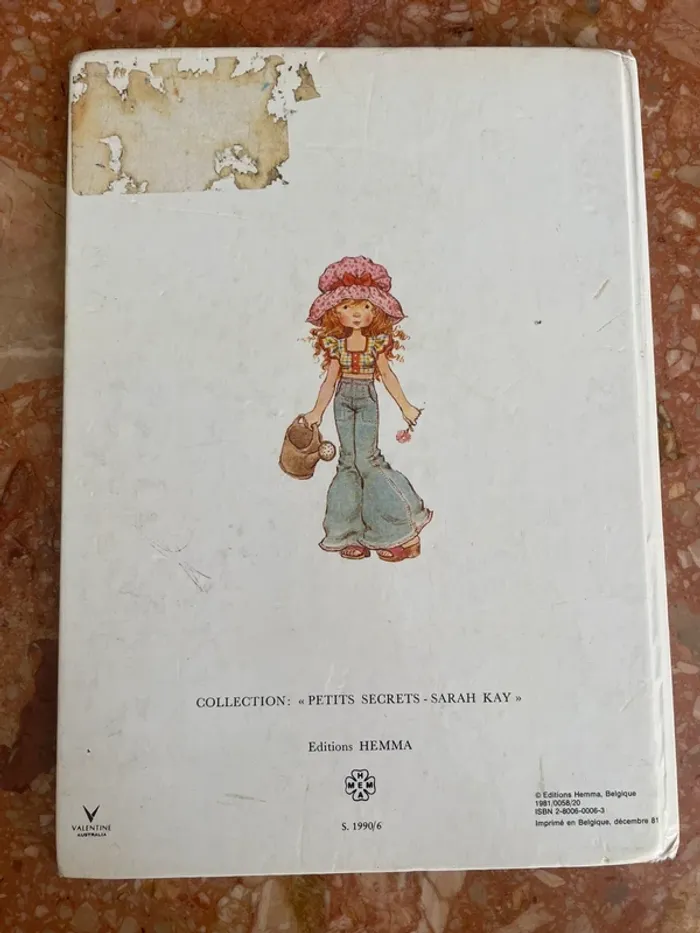 COLLECTION: « PETITS SECRETS - SARAH KAY »
Editions HEMMA
HEMMA
S. 1990/6
VALENTINE
AUSTRALIA
© Editions Hemma, Belgique
1981/0058/20
ISBN 2-8006-0006-3
Imprimé en Belgique, décembre 81